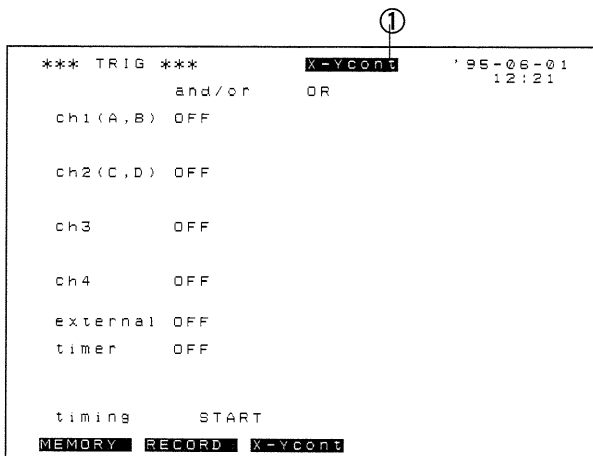 ①
*** TRIG *** X-Ycont '95-06-01
12:21
and/or OR
ch1(A,B) OFF
ch2(C,D) OFF
ch3 OFF
ch4 OFF
external OFF
timer OFF
timing START
MEMORY RECORD X-Ycont